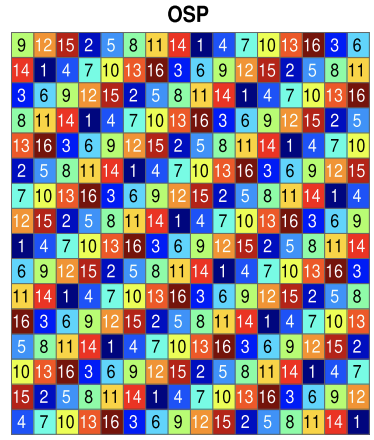 OSP
9 12 15 2 5 8 11 14 1 4 7 10 13 16 3 6
14 1 4 7 10 13 16 3 6 9 12 15 2 5 8 11
3 6 9 12 15 2 5 8 11 14 1 4 7 10 13 16
8 11 14 1 4 7 10 13 16 3 6 9 12 15 2 5
13 16 3 6 9 12 15 2 5 8 11 14 1 4 7 10
2 5 8 11 14 1 4 7 10 13 16 3 6 9 12 15
7 10 13 16 3 6 9 12 15 2 5 8 11 14 1 4
12 15 2 5 8 11 14 1 4 7 10 13 16 3 6 9
1 4 7 10 13 16 3 6 9 12 15 2 5 8 11 14
6 9 12 15 2 5 8 11 14 1 4 7 10 13 16 3
11 14 1 4 7 10 13 16 3 6 9 12 15 2 5 8
16 3 6 9 12 15 2 5 8 11 14 1 4 7 10 13
5 8 11 14 1 4 7 10 13 16 3 6 9 12 15 2
10 13 16 3 6 9 12 15 2 5 8 11 14 1 4 7
15 2 5 8 11 14 1 4 7 10 13 16 3 6 9 12
4 7 10 13 16 3 6 9 12 15 2 5 8 11 14 1